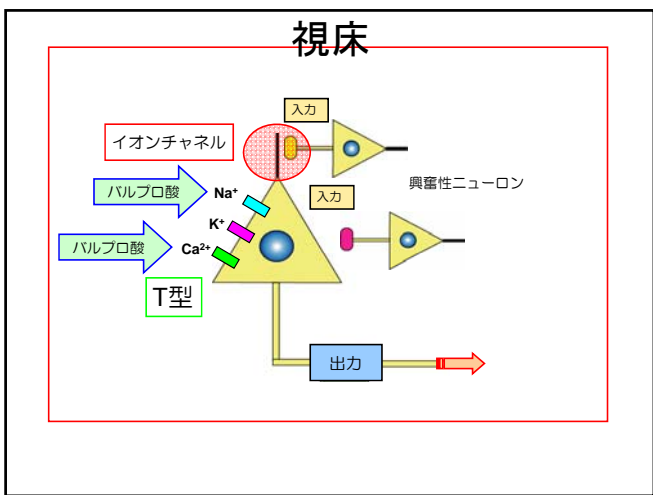 視床
入力
イオンチャネル
バルプロ酸
Na⁺
入力
興奮性ニューロン
K⁺
バルプロ酸
Ca²⁺
T型
出力